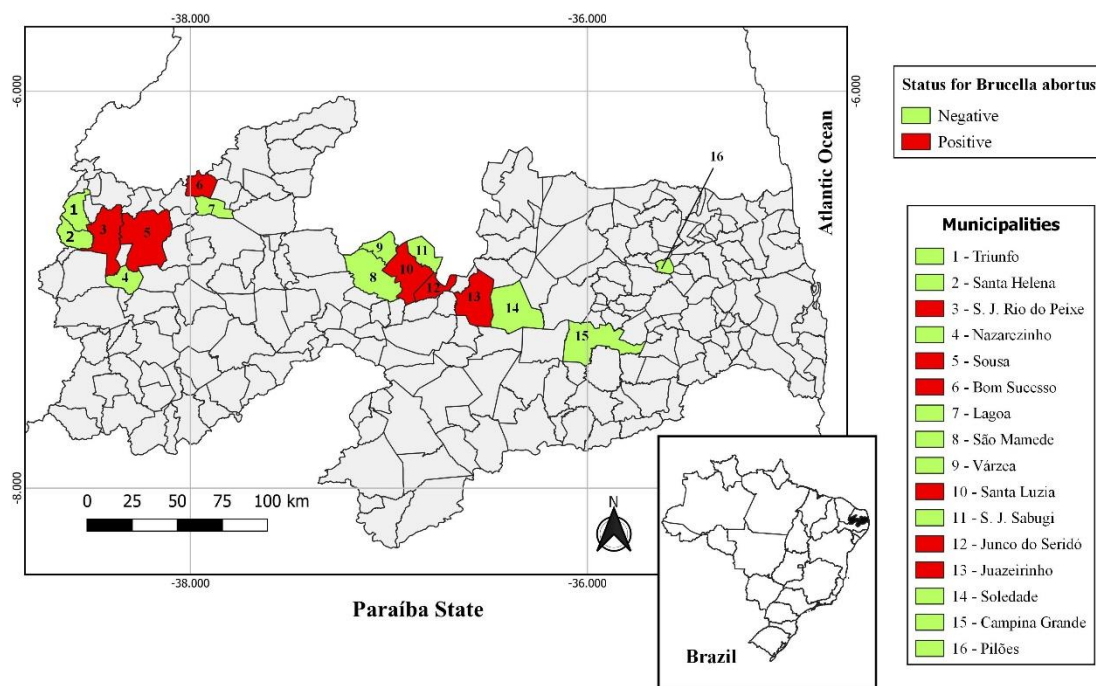 -38.000
-36.000
-6.000
-6.000
Atlantic Ocean
16
6
1
7
2
3
5
4
9
11
10
8
12
13
14
15
-8.000
0 25 50 75 100 km
N
-38.000
-36.000
Paraíba State
Brazil
Status for Brucella abortus
Negative
Positive
Municipalities
1 - Triunfo
2 - Santa Helena
3 - S. J. Rio do Peixe
4 - Nazarezinho
5 - Sousa
6 - Bom Sucesso
7 - Lagoa
8 - São Mamede
9 - Várzea
10 - Santa Luzia
11 - S. J. Sabugi
12 - Junco do Seridó
13 - Juazeirinho
14 - Soledade
15 - Campina Grande
16 - Pilões